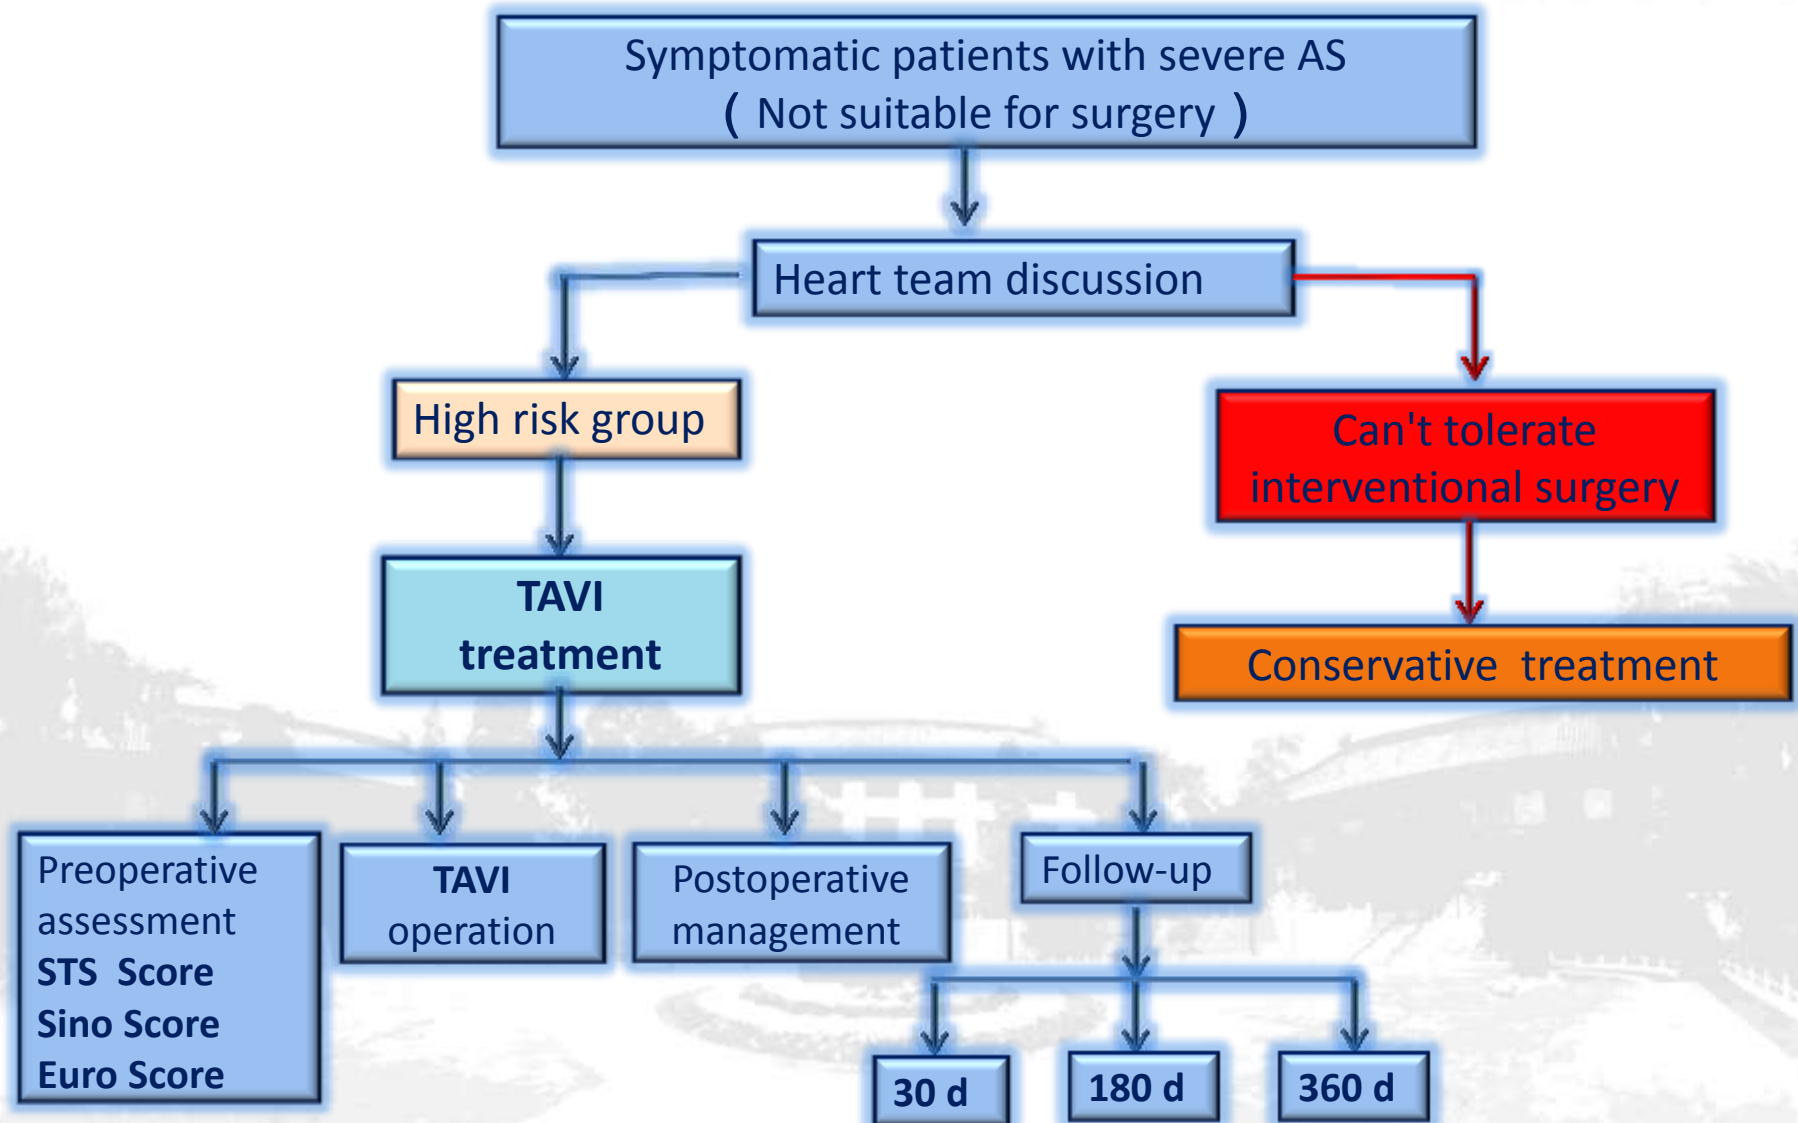 Symptomatic patients with severe AS
( Not suitable for surgery )
Heart team discussion
High risk group
Can't tolerate
interventional surgery
TAVI
treatment
Conservative treatment
Preoperative
assessment
STS Score
Sino Score
Euro Score
TAVI
operation
Postoperative
management
Follow-up
30 d
180 d
360 d